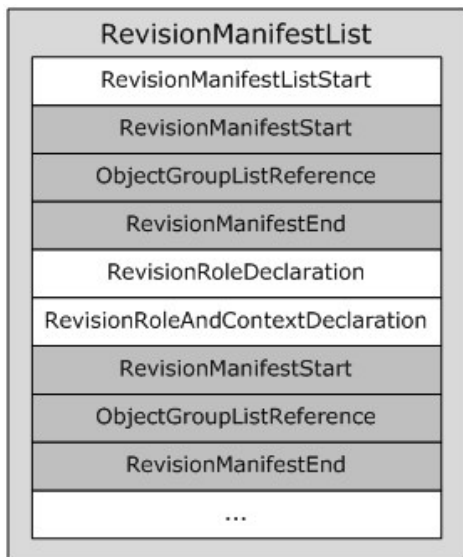 RevisionManifestList
RevisionManifestListStart
RevisionManifestStart
ObjectGroupListReference
RevisionManifestEnd
RevisionRoleDeclaration
RevisionRoleAndContextDeclaration
RevisionManifestStart
ObjectGroupListReference
RevisionManifestEnd
...